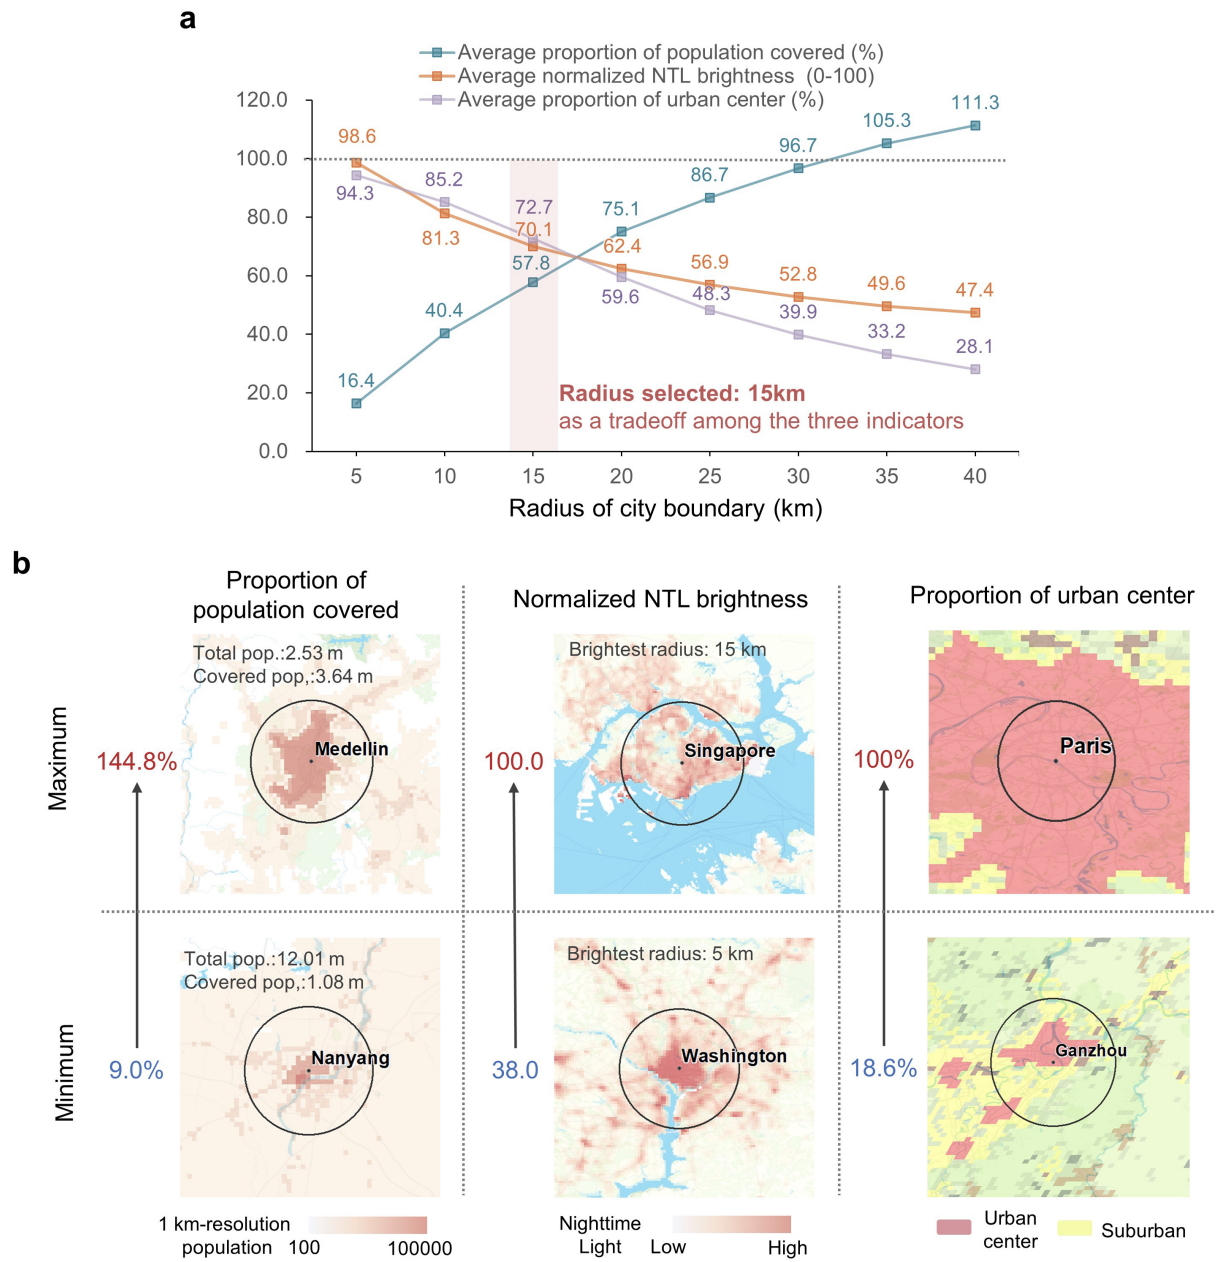 a
Average proportion of population covered (%)
Average normalized NTL brightness (0-100)
Average proportion of urban center (%)
120.0
100.0
80.0
60.0
40.0
20.0
0.0
98.6
94.3
16.4
85.2
81.3
40.4
72.7
70.1
57.8
75.1
62.4
59.6
86.7
56.9
48.3
96.7
52.8
39.9
105.3
49.6
33.2
111.3
47.4
28.1
Radius selected: 15km
as a tradeoff among the three indicators
5 10 15 20 25 30 35 40
Radius of city boundary (km)
b
Proportion of
population covered
Normalized NTL brightness
Proportion of urban center
Maximum
144.8%
Total pop.:2.53 m
Covered pop,:3.64 m
Medellin
100.0
Brightest radius: 15 km
Singapore
100%
Paris
Minimum
9.0%
Total pop.:12.01 m
Covered pop,:1.08 m
Nanyang
38.0
Brightest radius: 5 km
Washington
18.6%
Ganzhou
1 km-resolution
population
100
100000
Nighttime
Light
Low
High
Urban
center
Suburban